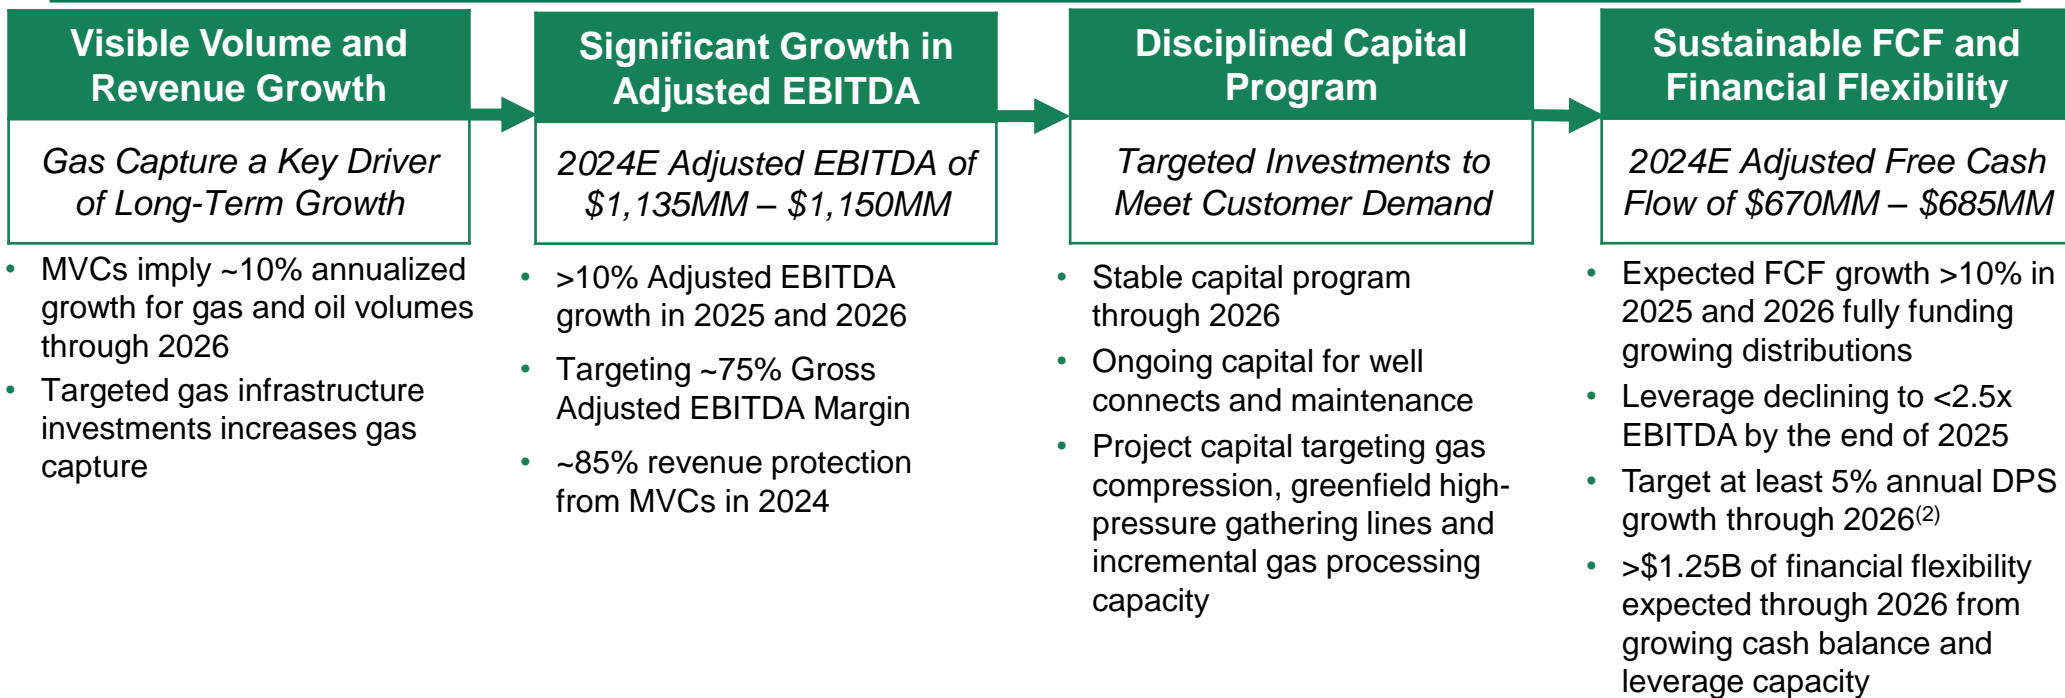 Visible Volume and
Revenue Growth
Gas Capture a Key Driver
of Long-Term Growth
• MVCs imply ~10% annualized
growth for gas and oil volumes
through 2026
• Targeted gas infrastructure
investments increases gas
capture
Significant Growth in
Adjusted EBITDA
2024E Adjusted EBITDA of
$1,135MM – $1,150MM
• >10% Adjusted EBITDA
growth in 2025 and 2026
• Targeting ~75% Gross
Adjusted EBITDA Margin
• ~85% revenue protection
from MVCs in 2024
Disciplined Capital
Program
Targeted Investments to
Meet Customer Demand
• Stable capital program
through 2026
• Ongoing capital for well
connects and maintenance
• Project capital targeting gas
compression, greenfield high-
pressure gathering lines and
incremental gas processing
capacity
Sustainable FCF and
Financial Flexibility
2024E Adjusted Free Cash
Flow of $670MM – $685MM
• Expected FCF growth >10% in
2025 and 2026 fully funding
growing distributions
• Leverage declining to <2.5x
EBITDA by the end of 2025
• Target at least 5% annual DPS
growth through 2026(2)
• >$1.25B of financial flexibility
expected through 2026 from
growing cash balance and
leverage capacity